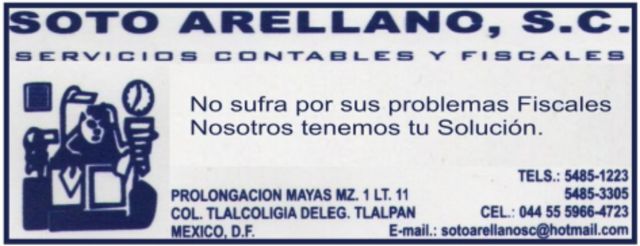 SOTO ARELLANO, S.C.
SERVICIOS CONTABLES Y FISCALES
No sufra por sus problemas Fiscales
Nosotros tenemos tu Solución.
TELS.: 5485-1223
PROLONGACION MAYAS MZ. 1 LT. 11 5485-3305
COL. TLALCOLIGIA DELEG. TLALPAN CEL.: 044 55 5966-4723
MEXICO, D.F. E-mail.: sotoarellanosc@hotmail.com